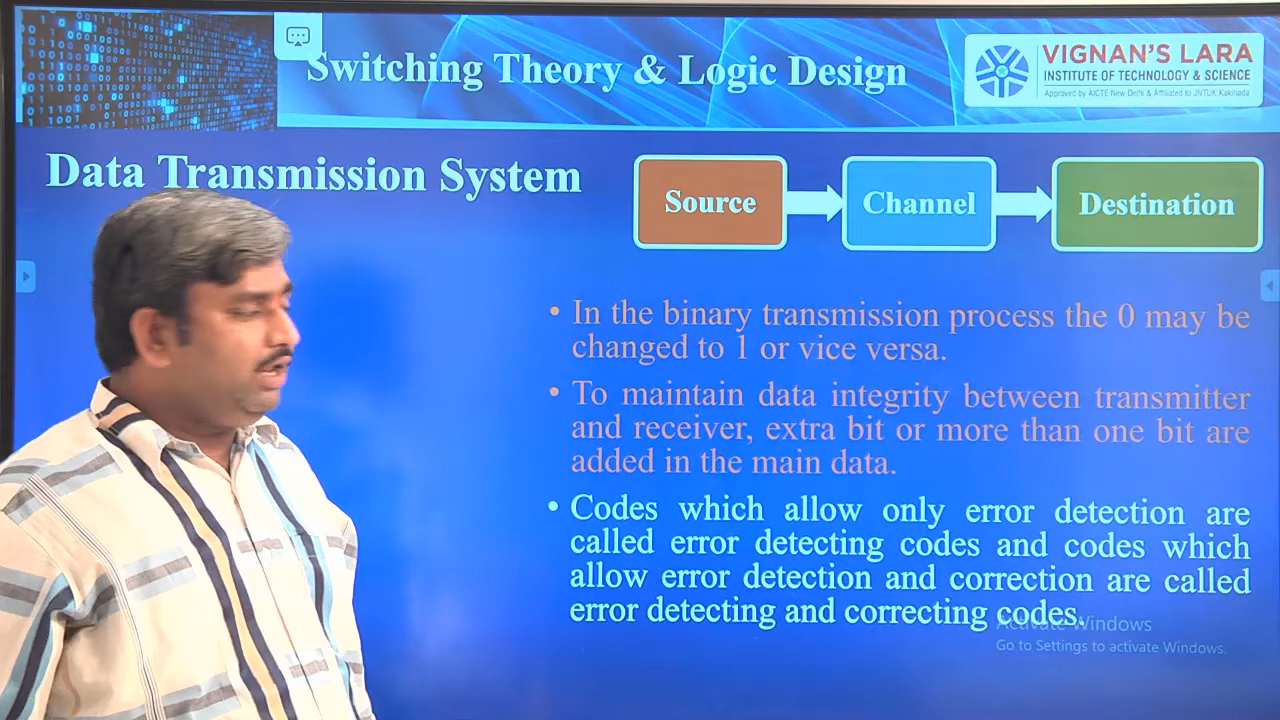 Switching Theory & Logic Design
VIGNAN'S LARA
INSTITUTE OF TECHNOLOGY & SCIENCE
Approved by AICTE New Delhi & Affiliated to JNTUK Kakinada
Data Transmission System
Source
Channel
Destination
• In the binary transmission process the 0 may be
changed to 1 or vice versa.
• To maintain data integrity between transmitter
and receiver, extra bit or more than one bit are
added in the main data.
• Codes which allow only error detection are
called error detecting codes and codes which
allow error detection and correction are called
error detecting and correcting codes.
Activate Windows
Go to Settings to activate Windows.